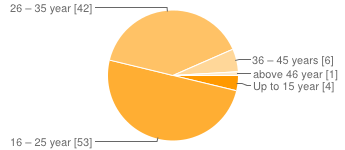 26 – 35 year [42]
36 – 45 years [6]
above 46 year [1]
Up to 15 year [4]
16 – 25 year [53]